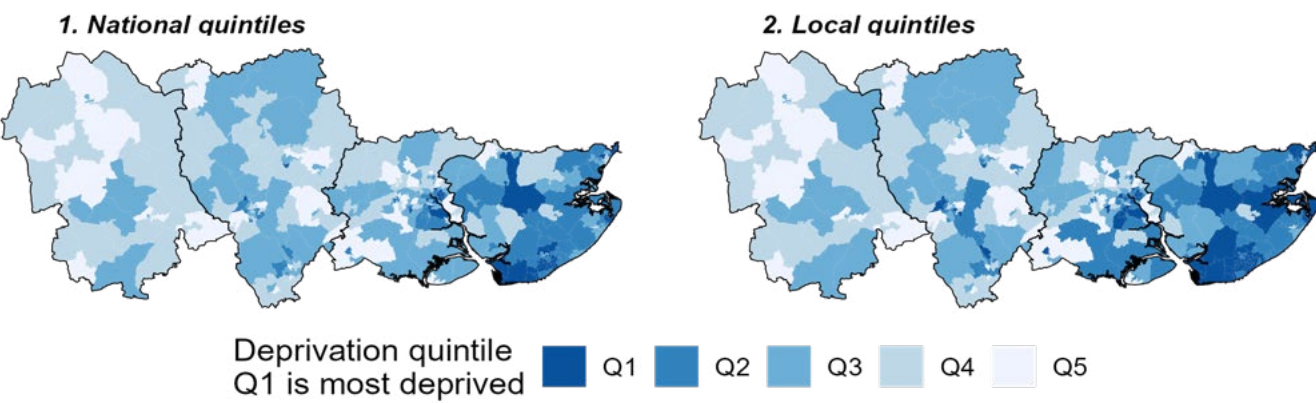 1. National quintiles
2. Local quintiles
Deprivation quintile
Q1 is most deprived
Q1
Q2
Q3
Q4
Q5